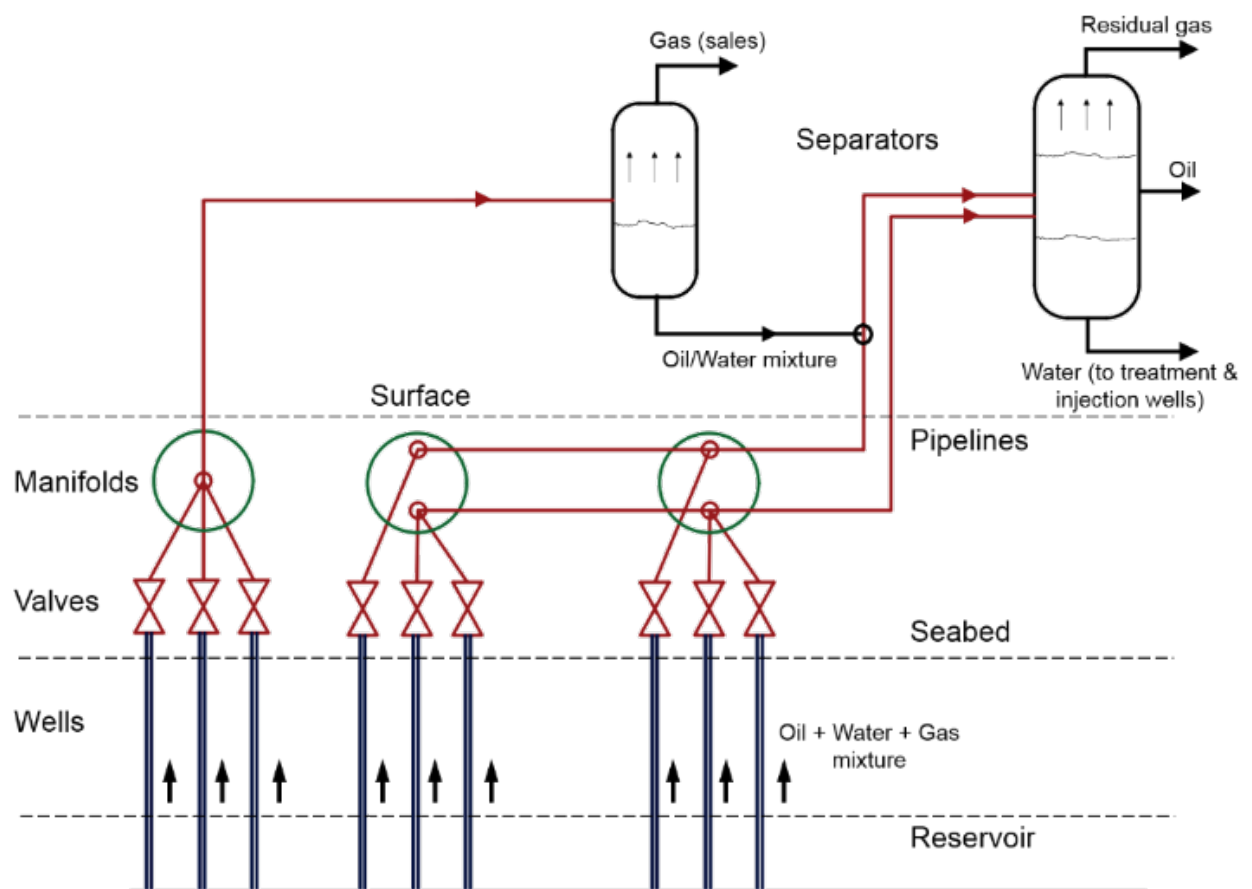 Residual gas
Gas (sales)
Separators
Oil
Oil/Water mixture
Water (to treatment &
injection wells)
Surface
Pipelines
Manifolds
Valves
Seabed
Wells
Oil + Water + Gas
mixture
Reservoir